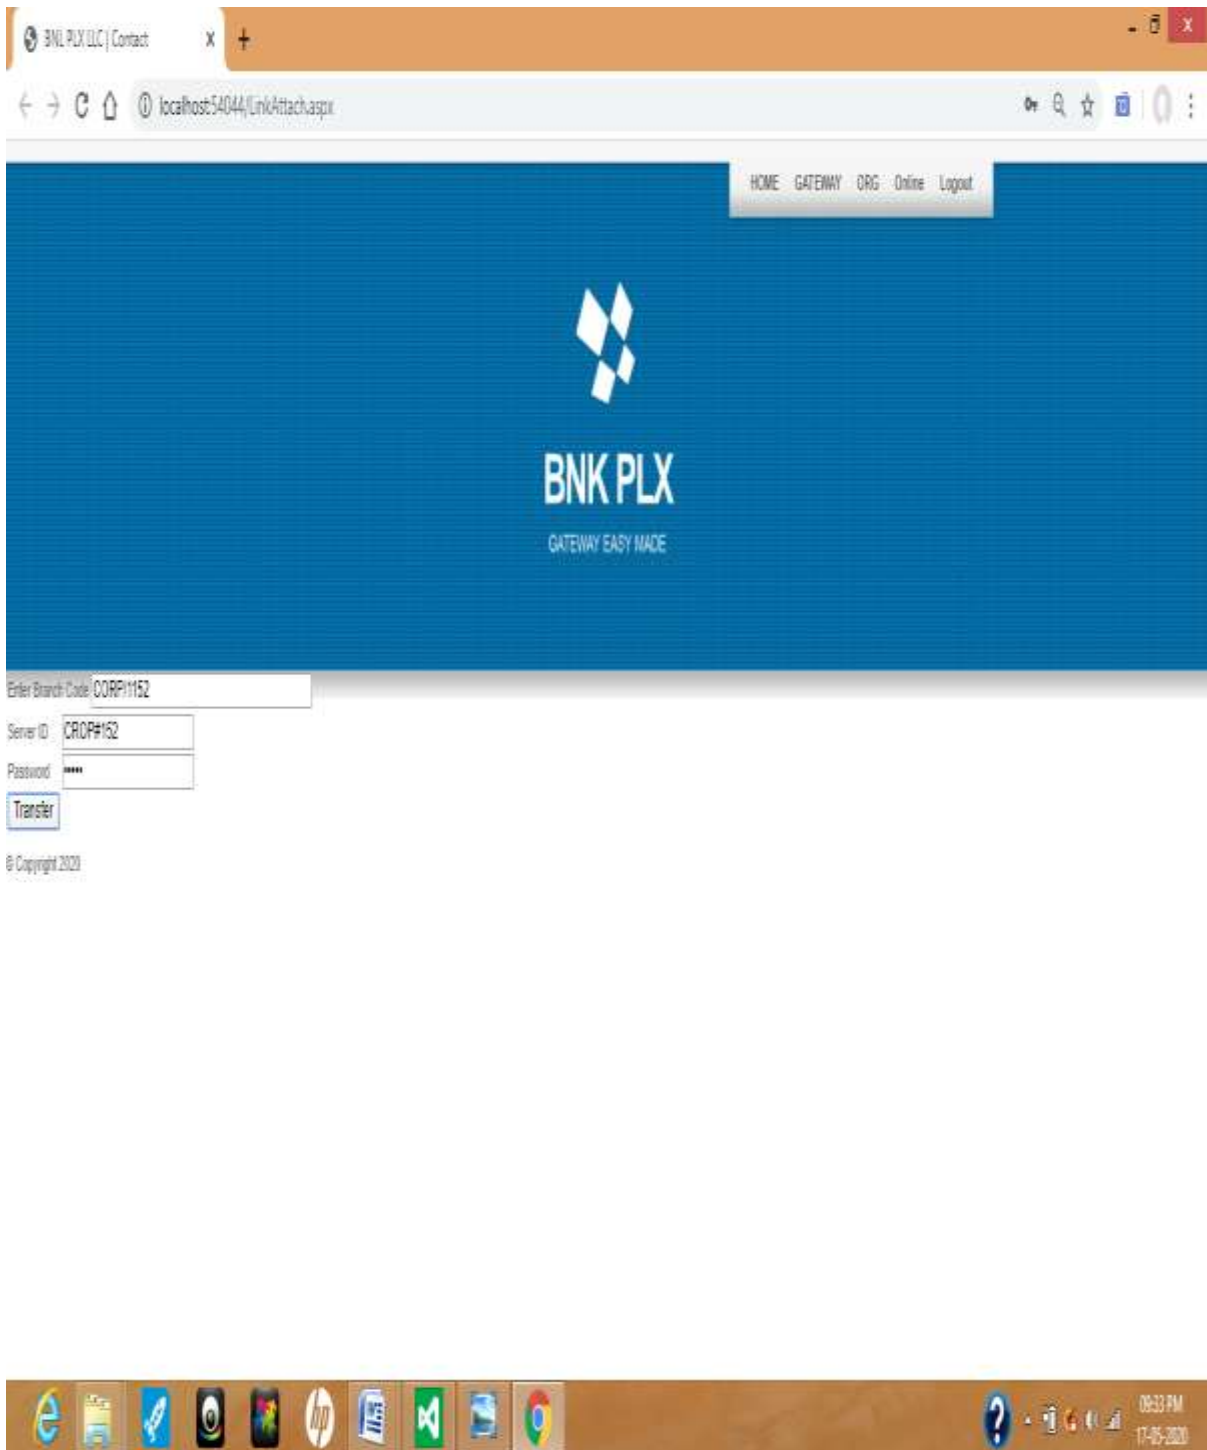 BNL PLX LLC | Contact
localhost:54044/LinkAttach.aspx
HOME GATEWAY ORG Online Logout
BNK PLX
GATEWAY EASY MADE
Enter Branch Code CORP!1152
Server ID CROP#152
Password •••••
Transfer
© Copyright 2020
hp
09:33 PM
17-05-2020